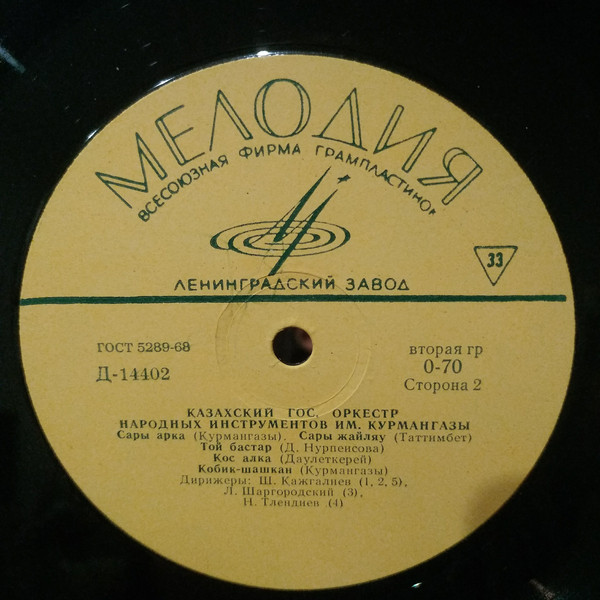 МЕЛОДИЯ
ВСЕСОЮЗНАЯ ФИРМА ГРАМПЛАСТИНОК
33
ЛЕНИНГРАДСКИЙ ЗАВОД
ГОСТ 5289-68
Д-14402
вторая гр
0-70
Сторона 2
КАЗАХСКИЙ ГОС. ОРКЕСТР
НАРОДНЫХ ИНСТРУМЕНТОВ ИМ. КУРМАНГАЗЫ
Сары арка (Курмангазы). Сары жайляу (Таттимбет)
Той бастар (Д. Нурпеисова)
Кос алка (Даулеткерей)
Кобик-шашкан (Курмангазы)
Дирижеры: Ш. Кажгалиев (1, 2, 5),
Л. Шаргородский (3),
Н. Тлендиев (4)